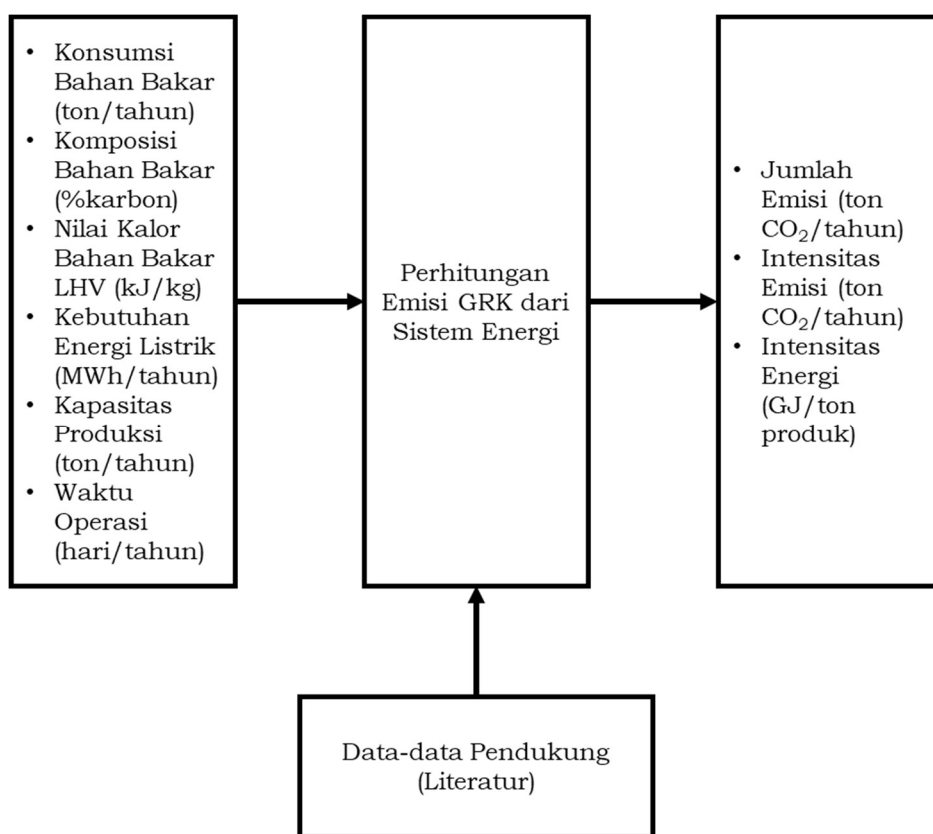 • Konsumsi
Bahan Bakar
(ton/tahun)
• Komposisi
Bahan Bakar
(%karbon)
• Nilai Kalor
Bahan Bakar
LHV (kJ/kg)
• Kebutuhan
Energi Listrik
(MWh/tahun)
• Kapasitas
Produksi
(ton/tahun)
• Waktu
Operasi
(hari/tahun)
Perhitungan
Emisi GRK dari
Sistem Energi
• Jumlah
Emisi (ton
CO₂/tahun)
• Intensitas
Emisi (ton
CO₂/tahun)
• Intensitas
Energi
(GJ/ton
produk)
Data-data Pendukung
(Literatur)